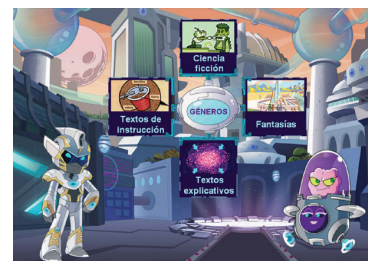 Ciencia
ficción
Textos de
instrucción
GÉNEROS
Fantasías
Textos
explicativos